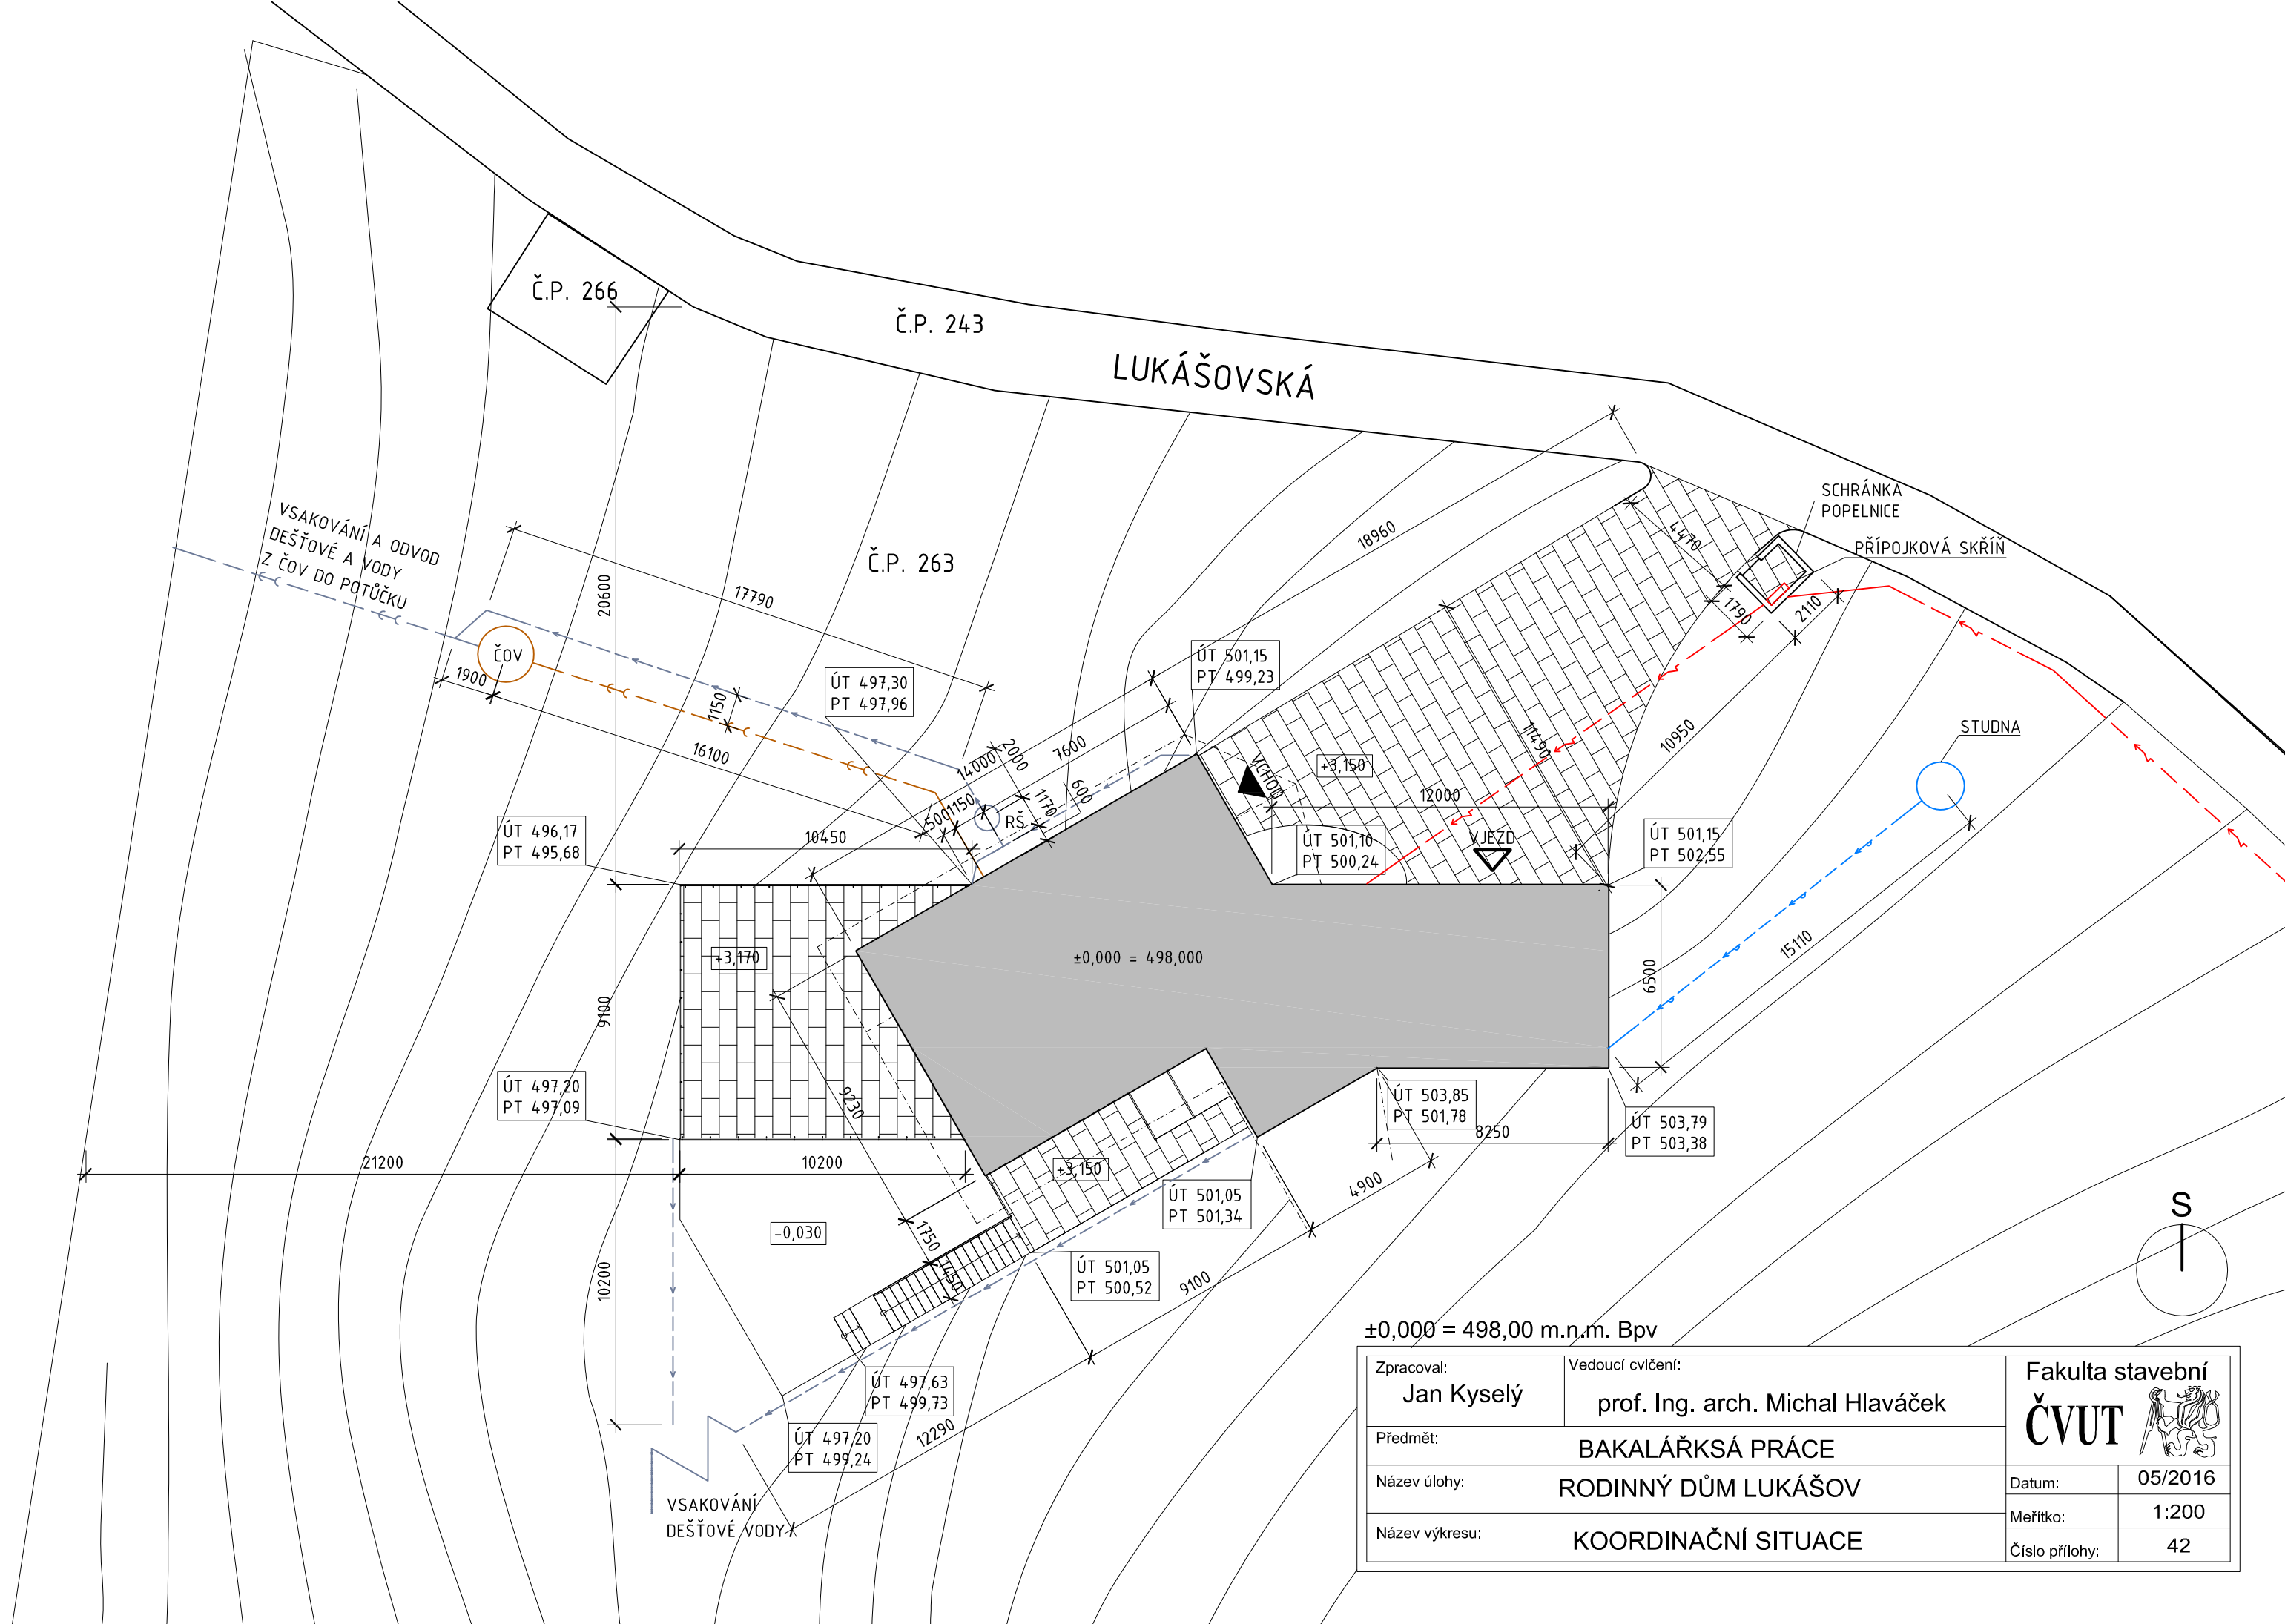 Č.P. 266
Č.P. 243
LUKÁŠOVSKÁ
SCHRÁNKA
POPELNICE
PŘÍPOJKOVÁ SKŘÍŇ
18960
4470
1790
2110
VSAKOVÁNÍ A ODVOD
DEŠŤOVÉ A VODY
Z ČOV DO POTŮČKU
Č.P. 263
20600
17790
ČOV
1900
1150
16100
ÚT 497,30
PT 497,96
ÚT 501,15
PT 499,23
STUDNA
10950
11490
14000
2000
7600
600
1170
500
1150
RŠ
VCHOD
+3,150
12000
VJEZD
ÚT 501,10
PT 500,24
ÚT 501,15
PT 502,55
ÚT 496,17
PT 495,68
10450
+3,170
±0,000 = 498,000
6500
15110
9100
9230
ÚT 497,20
PT 497,09
21200
10200
+3,150
ÚT 503,85
PT 501,78
8250
ÚT 503,79
PT 503,38
4900
ÚT 501,05
PT 501,34
-0,030
1750
1450
ÚT 501,05
PT 500,52
9100
10200
S
ÚT 497,63
PT 499,73
ÚT 497,20
PT 499,24
12290
VSAKOVÁNÍ
DEŠŤOVÉ VODY
±0,000 = 498,00 m.n.m. Bpv
Zpracoval:
Jan Kyselý
Vedoucí cvičení:
prof. Ing. arch. Michal Hlaváček
Fakulta stavební
ČVUT
Předmět:
BAKALÁŘKSÁ PRÁCE
Název úlohy:
RODINNÝ DŮM LUKÁŠOV
Datum:
05/2016
Meřítko:
1:200
Název výkresu:
KOORDINAČNÍ SITUACE
Číslo přílohy:
42